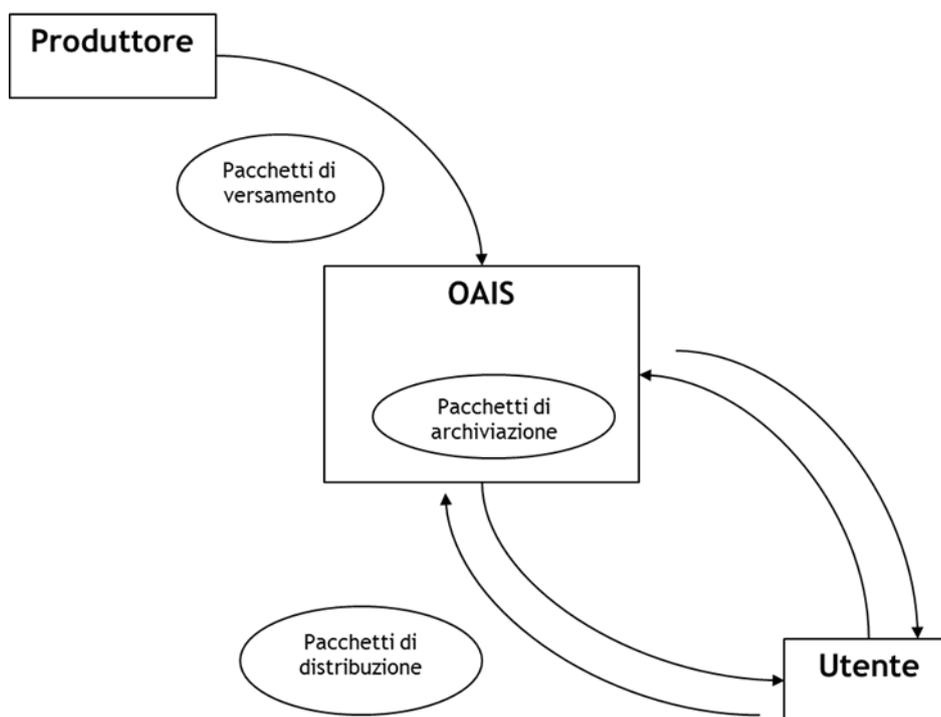 Produttore
Pacchetti di
versamento
OAIS
Pacchetti di
archiviazione
Pacchetti di
distribuzione
Utente